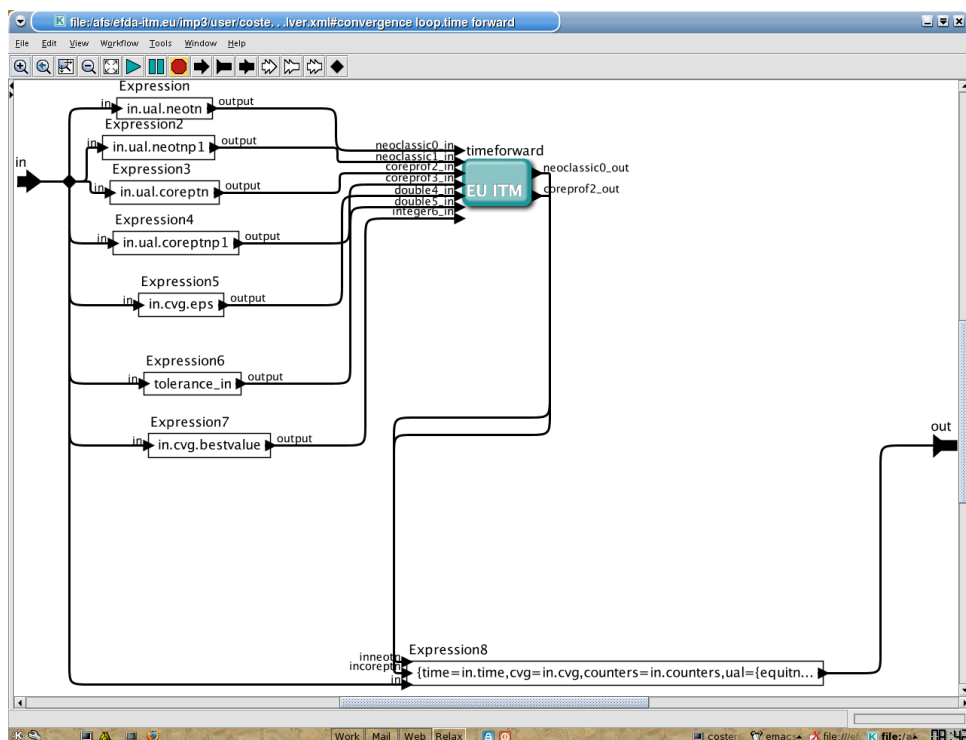 file:/afs/efda-itm.eu/imp3/user/coste. . .lver.xml#convergence loop.time forward
File Edit View Workflow Tools Window Help
Expression
in
in.ual.neotn
output
Expression2
in
in.ual.neotnp1
output
Expression3
in.ual.coreptn
output
Expression4
in
in.ual.coreptnp1
output
Expression5
in
in.cvg.eps
output
Expression6
in
tolerance_in
output
Expression7
in
in.cvg.bestvalue
output
in
neoclassic0_in
neoclassic1_in
coreprof2_in
coreprof3_in
double4_in
double5_in
integer6_in
timeforward
EU ITM
neoclassic0_out
coreprof2_out
out
Expression8
inneotn
incoreptn
in
{time=in.time,cvg=in.cvg,counters=in.counters,ual={equitn...
Work Mail Web Relax
coster
emacs
file:///
file:/a